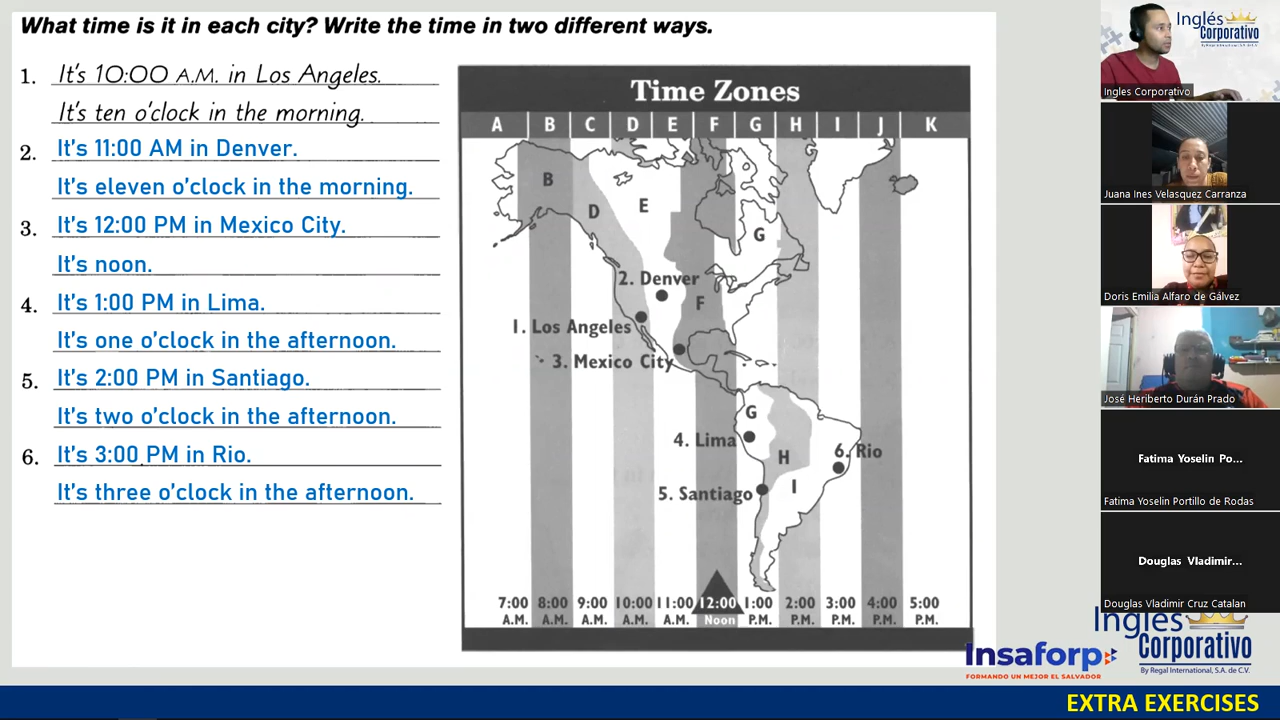 What time is it in each city? Write the time in two different ways.
1. It's 10:00 A.M. in Los Angeles.
It's ten o'clock in the morning.
2. It's 11:00 AM in Denver.
It's eleven o'clock in the morning.
3. It's 12:00 PM in Mexico City.
It's noon.
4. It's 1:00 PM in Lima.
It's one o'clock in the afternoon.
5. It's 2:00 PM in Santiago.
It's two o'clock in the afternoon.
6. It's 3:00 PM in Rio.
It's three o'clock in the afternoon.
Time Zones
A B C D E F G H I J K
B
D
E
G
2. Denver
F
1. Los Angeles
3. Mexico City
G
4. Lima
H
6. Rio
I
5. Santiago
7:00 8:00 9:00 10:00 11:00 12:00 1:00 2:00 3:00 4:00 5:00
A.M. A.M. A.M. A.M. A.M. Noon P.M. P.M. P.M. P.M. P.M.
Inglés
Corporativo
By Regal International, S.A. de C.V.
Ingles Corporativo
Juana Ines Velasquez Carranza
Doris Emilia Alfaro de Gálvez
José Heriberto Durán Prado
Fatima Yoselin Po...
Fatima Yoselin Portillo de Rodas
Douglas Vladimir...
Douglas Vladimir Cruz Catalan
Insaforp
FORMANDO UN MEJOR EL SALVADOR
Inglés
Corporativo
By Regal International, S.A. de C.V.
EXTRA EXERCISES